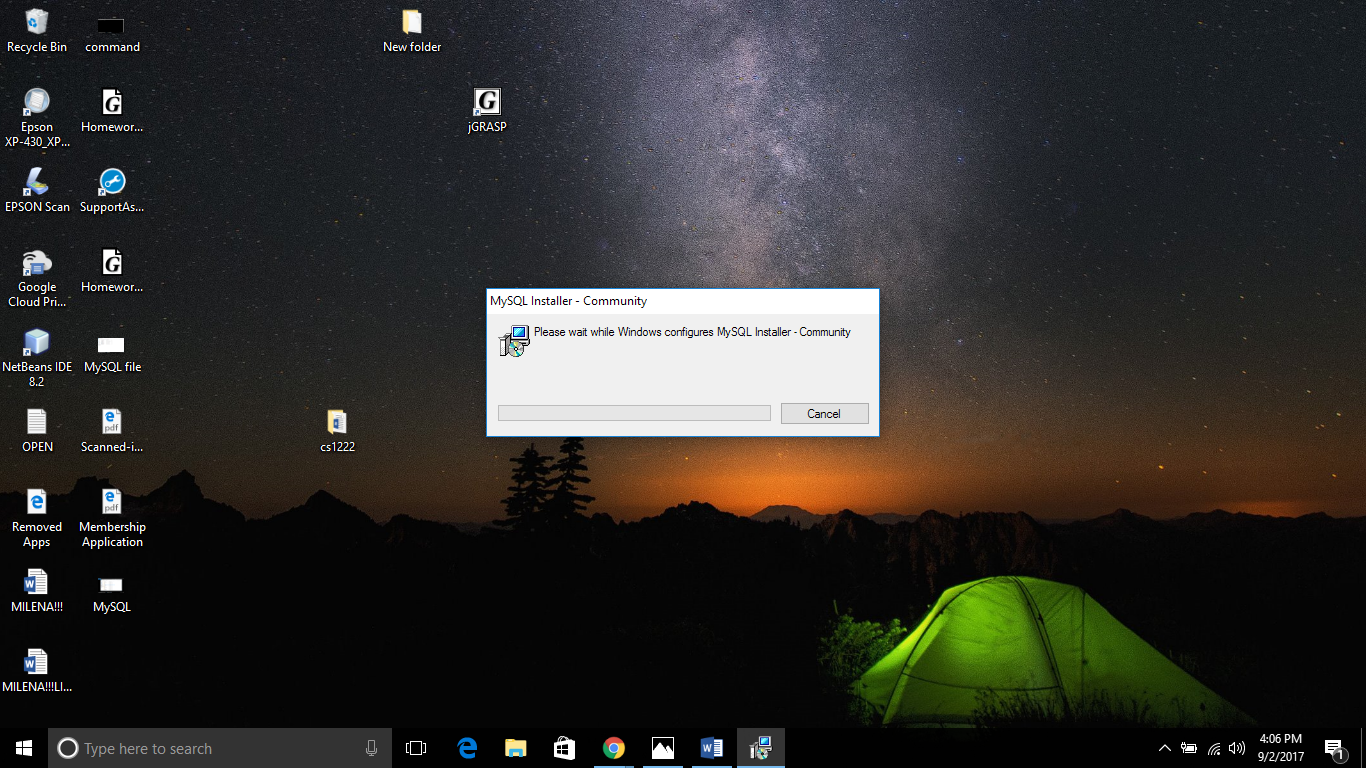 Recycle Bin
command
New folder
Epson
XP-430_XP...
Homewor...
jGRASP
EPSON Scan
SupportAs...
Google
Cloud Pri...
Homewor...
MySQL Installer - Community
Please wait while Windows configures MySQL Installer - Community
Cancel
NetBeans IDE
8.2
MySQL file
OPEN
Scanned-i...
cs1222
Removed
Apps
Membership
Application
MILENA!!!
MySQL
MILENA!!!LI...
Type here to search
4:06 PM
9/2/2017
1